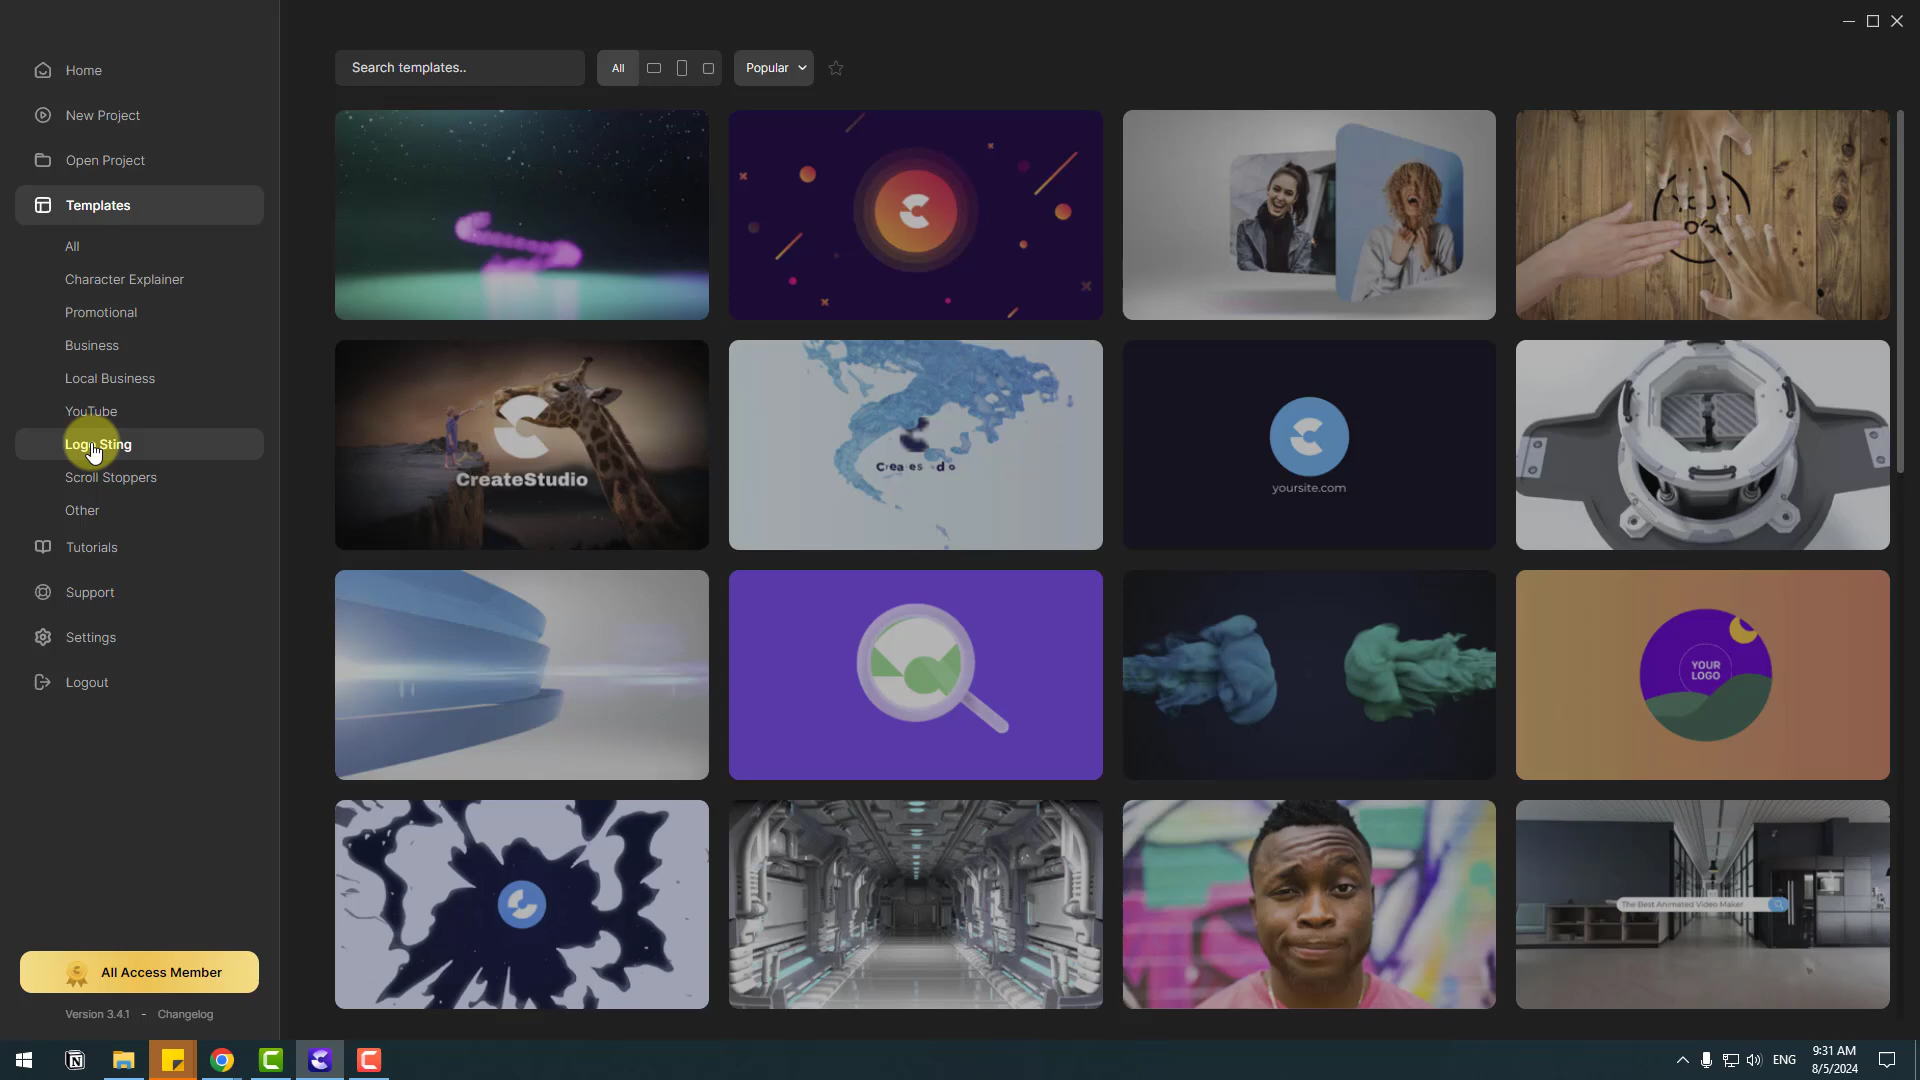 Home
New Project
Open Project
Templates
All
Character Explainer
Promotional
Business
Local Business
YouTube
Logo Sting
Scroll Stoppers
Other
Tutorials
Support
Settings
Logout
All Access Member
Version 3.4.1 - Changelog
Search templates..
All
Popular
CreateStudio
yoursite.com
YOUR
LOGO
The Best Animated Video Maker
ENG
9:31 AM
8/5/2024